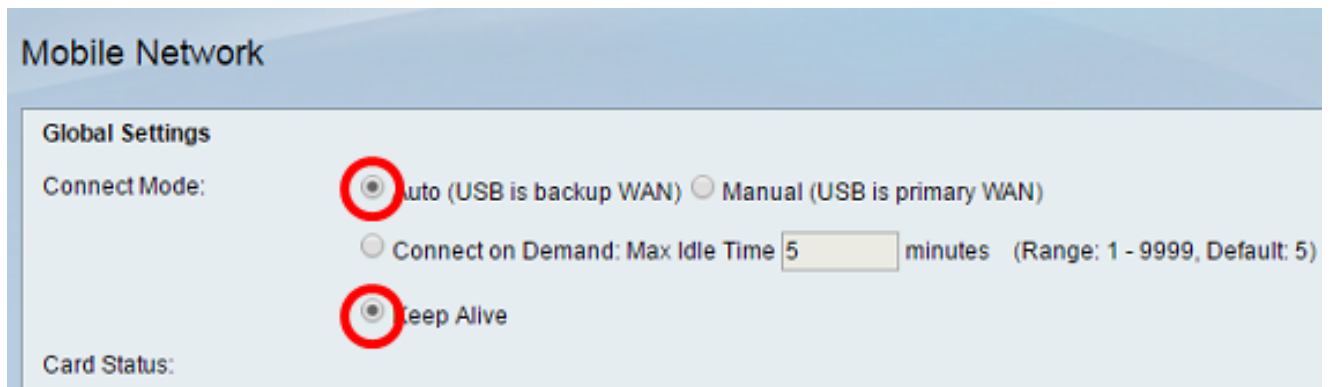 Mobile Network
Global Settings
Connect Mode:
Auto (USB is backup WAN) Manual (USB is primary WAN)
Connect on Demand: Max Idle Time 5 minutes (Range: 1 - 9999, Default: 5)
Keep Alive
Card Status: